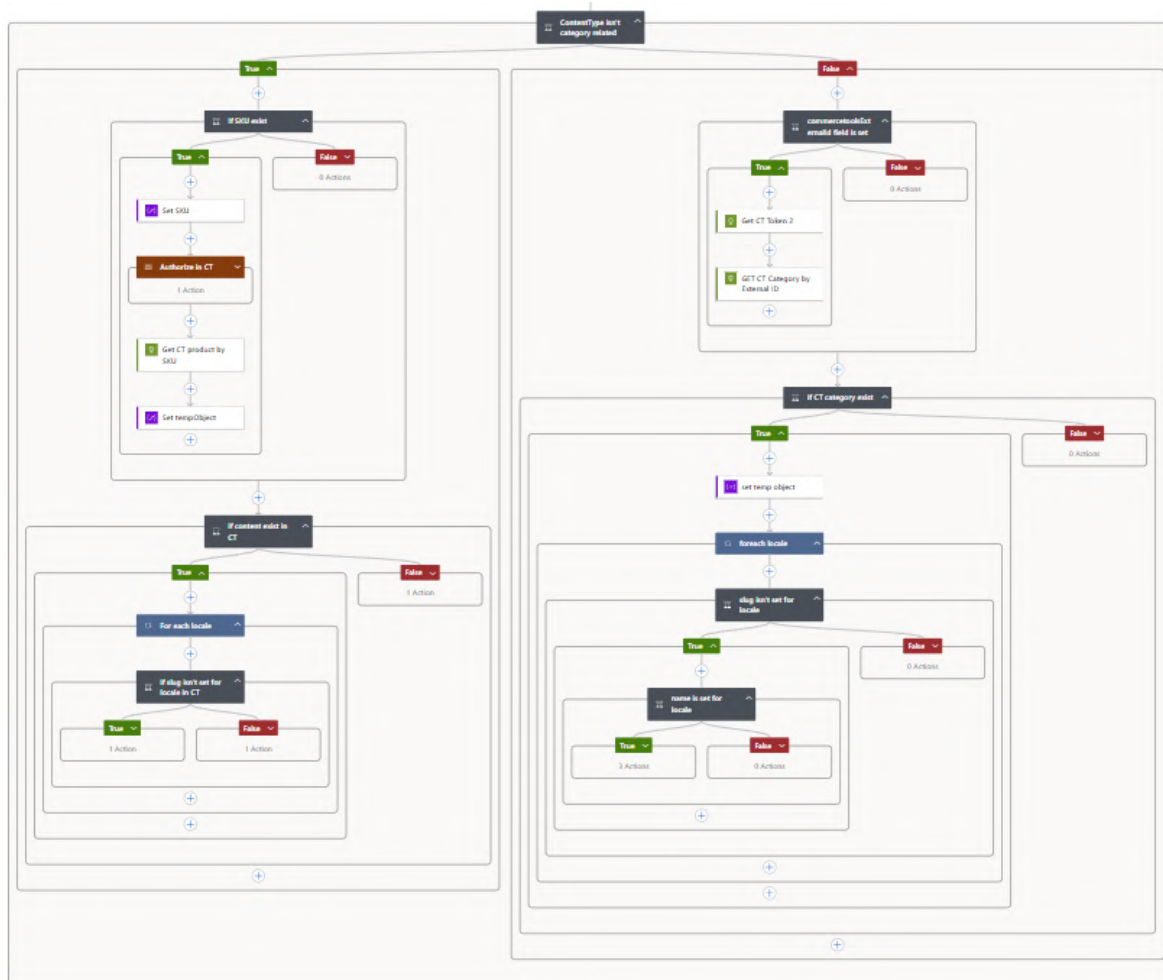 ContentType isn't
category related
True
False
If SKU exist
True
False
0 Actions
Set SKU
Authorize in CT
1 Action
Get CT product by
SKU
Set tempObject
If content exist in
CT
True
False
1 Action
For each locale
if slug isn't set for
locale in CT
True
False
1 Action
1 Action
commercetoolsExt
ernalId field is set
True
False
0 Actions
Get CT Token 2
GET CT Category by
External ID
If CT category exist
True
False
0 Actions
set temp object
foreach locale
slug isn't set for
locale
True
False
0 Actions
name is set for
locale
True
False
3 Actions
0 Actions